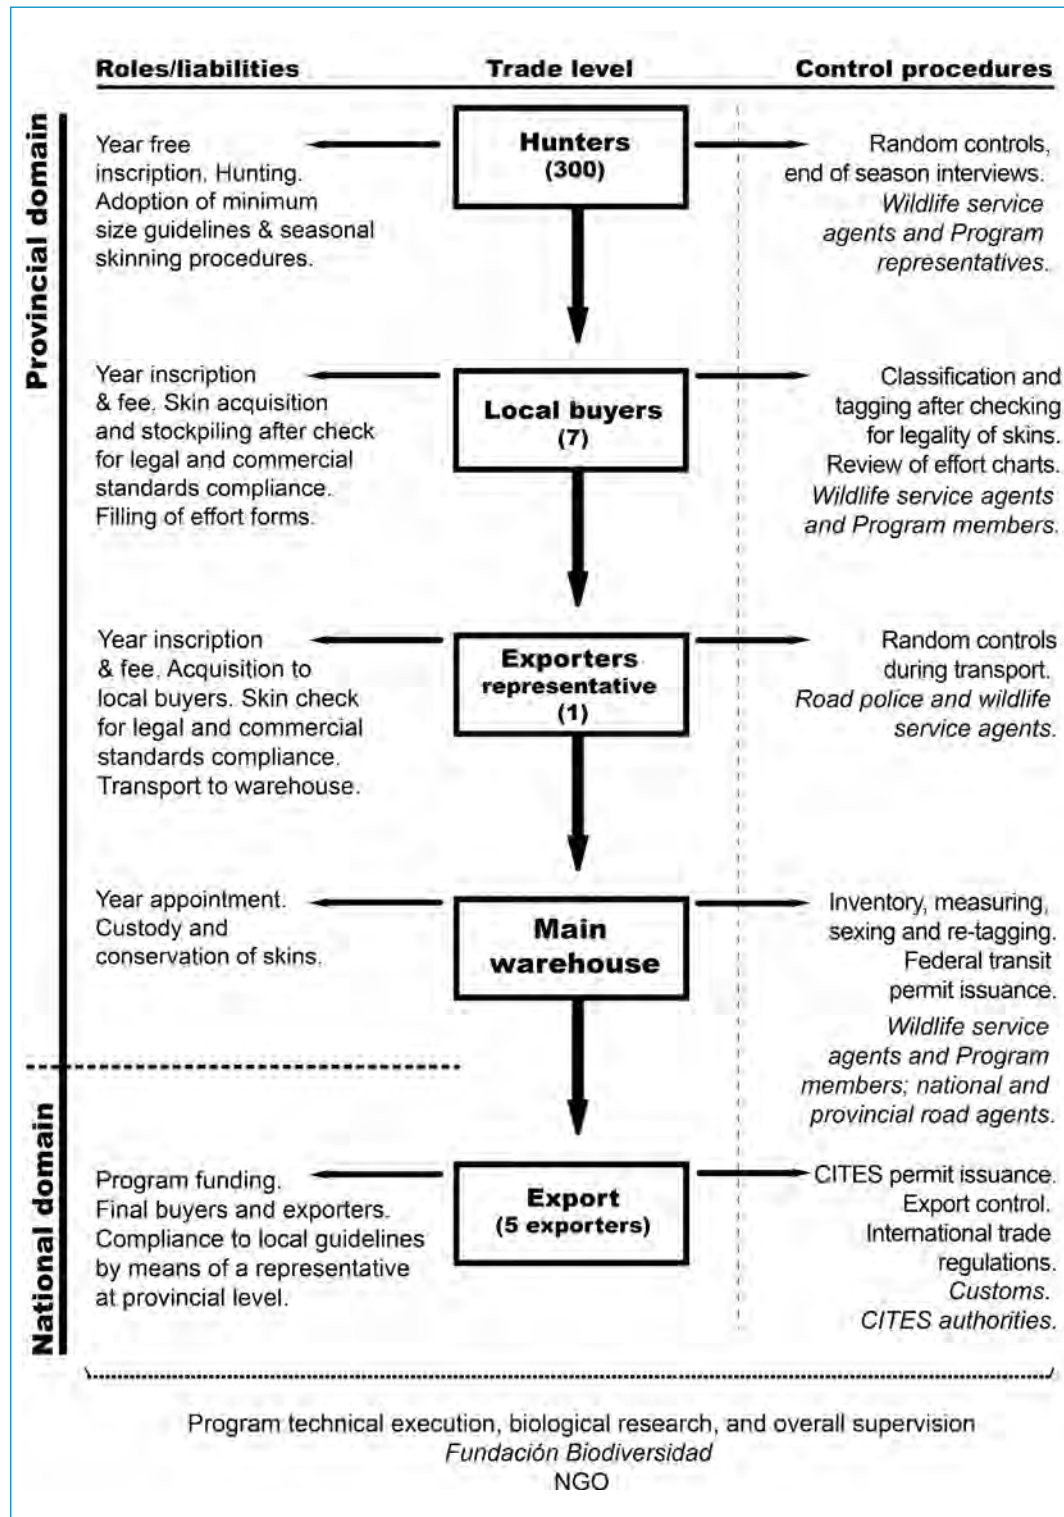 Roles/liabilities
Trade level
Control procedures
Provincial domain
Year free
inscription. Hunting.
Adoption of minimum
size guidelines & seasonal
skinning procedures.
Hunters
(300)
Random controls,
end of season interviews.
Wildlife service
agents and Program
representatives.
Year inscription
& fee. Skin acquisition
and stockpiling after check
for legal and commercial
standards compliance.
Filling of effort forms.
Local buyers
(7)
Classification and
tagging after checking
for legality of skins.
Review of effort charts.
Wildlife service agents
and Program members.
Year inscription
& fee. Acquisition to
local buyers. Skin check
for legal and commercial
standards compliance.
Transport to warehouse.
Exporters
representative
(1)
Random controls
during transport.
Road police and wildlife
service agents.
Year appointment.
Custody and
conservation of skins.
Main
warehouse
Inventory, measuring,
sexing and re-tagging.
Federal transit
permit issuance.
Wildlife service
agents and Program
members; national and
provincial road agents.
National domain
Program funding.
Final buyers and exporters.
Compliance to local guidelines
by means of a representative
at provincial level.
Export
(5 exporters)
CITES permit issuance.
Export control.
International trade
regulations.
Customs.
CITES authorities.
Program technical execution, biological research, and overall supervision
Fundación Biodiversidad
NGO